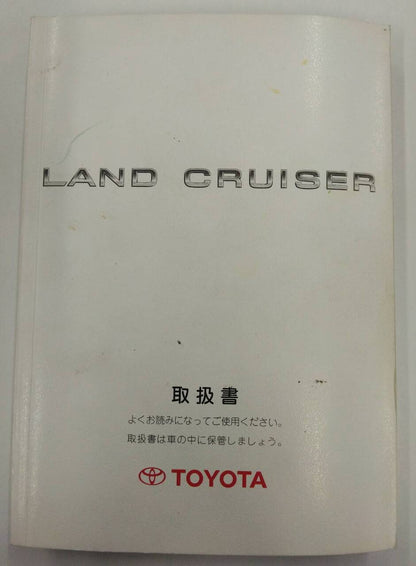 LAND CRUISER
取扱書
よくお読みになってご使用ください。
取扱書は車の中に保管しましょう。
TOYOTA